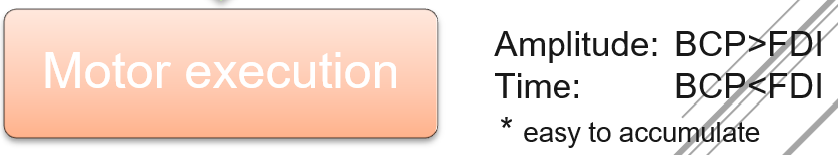 Motor execution
Amplitude: BCP>FDI
Time: BCP<FDI
* easy to accumulate